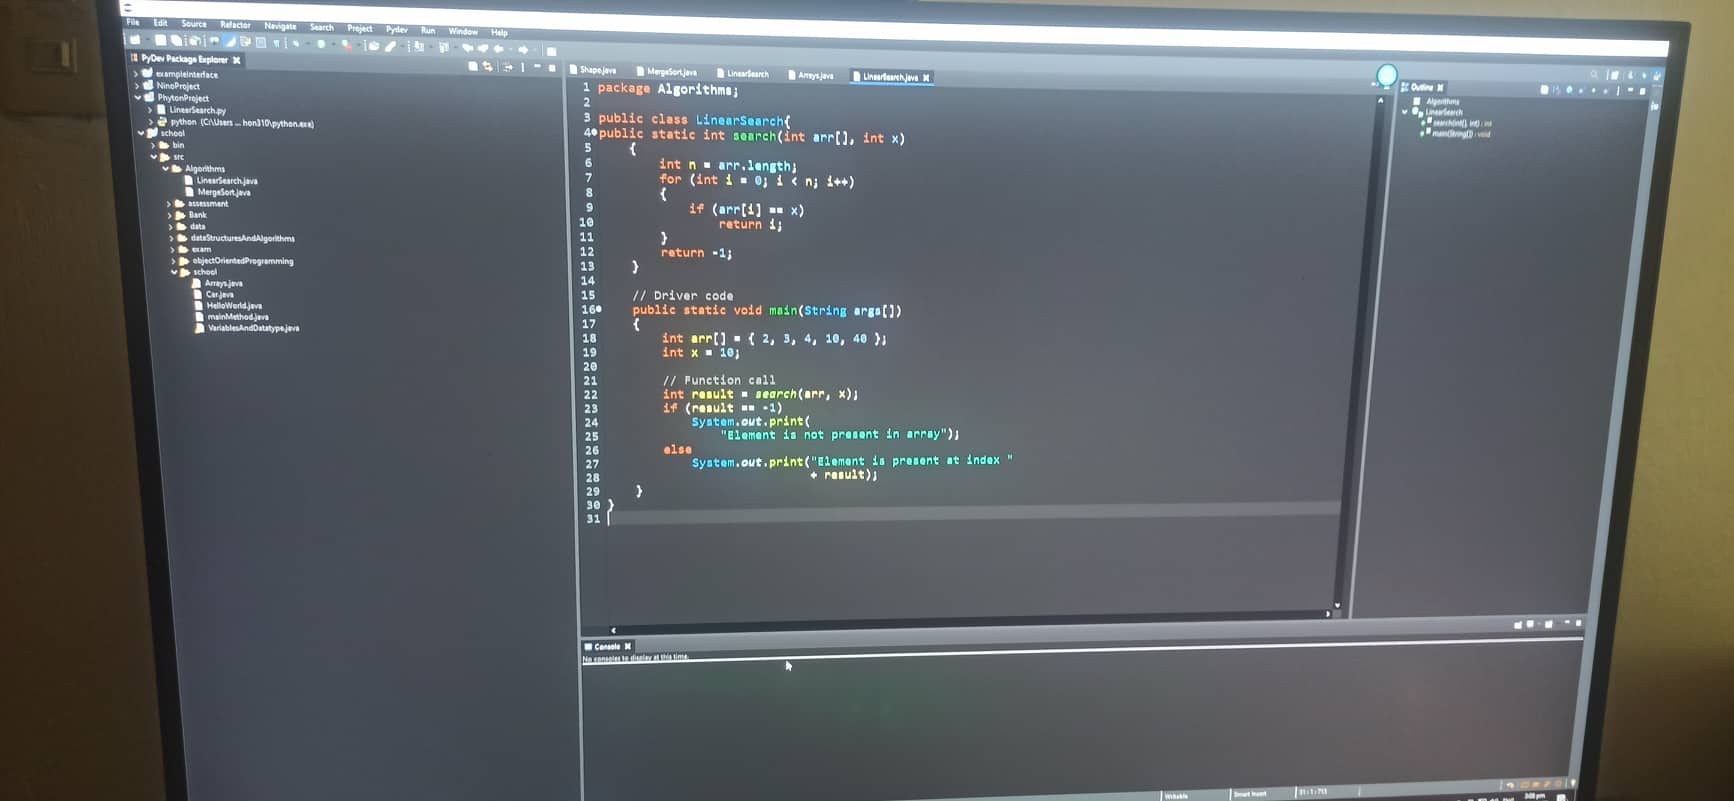 File Edit Source Refactor Navigate Search Project Pydev Run Window Help
PyDev Package Explorer
exampleinterface
NinoProject
PhytonProject
LinearSearch.py
python (C:\Users ... hon310\python.exe)
school
bin
src
Algorithms
LinearSearch.java
MergeSort.java
assessment
Bank
data
dataStructuresAndAlgorithms
exam
objectOrientedProgramming
school
Arrays.java
Car.java
HelloWorld.java
mainMethod.java
VariablesAndDatatype.java
Shape.java MergeSort.java LinearSearch Arrays.java LinearSearch.java
1 package Algorithms;
2
3 public class LinearSearch{
4 public static int search(int arr[], int x)
5 {
6 int n = arr.length;
7 for (int i = 0; i < n; i++)
8 {
9 if (arr[i] == x)
10 return i;
11 }
12 return -1;
13 }
14
15 // Driver code
16 public static void main(String args[])
17 {
18 int arr[] = { 2, 3, 4, 10, 40 };
19 int x = 10;
20
21 // Function call
22 int result = search(arr, x);
23 if (result == -1)
24 System.out.print(
25 "Element is not present in array");
26 else
27 System.out.print("Element is present at index "
28 + result);
29 }
30 }
31
Outline
Algorithms
LinearSearch
search(int[], int) : int
main(String[]) : void
Console
No consoles to display at this time.
Writable Smart Insert 31 : 1 : 713